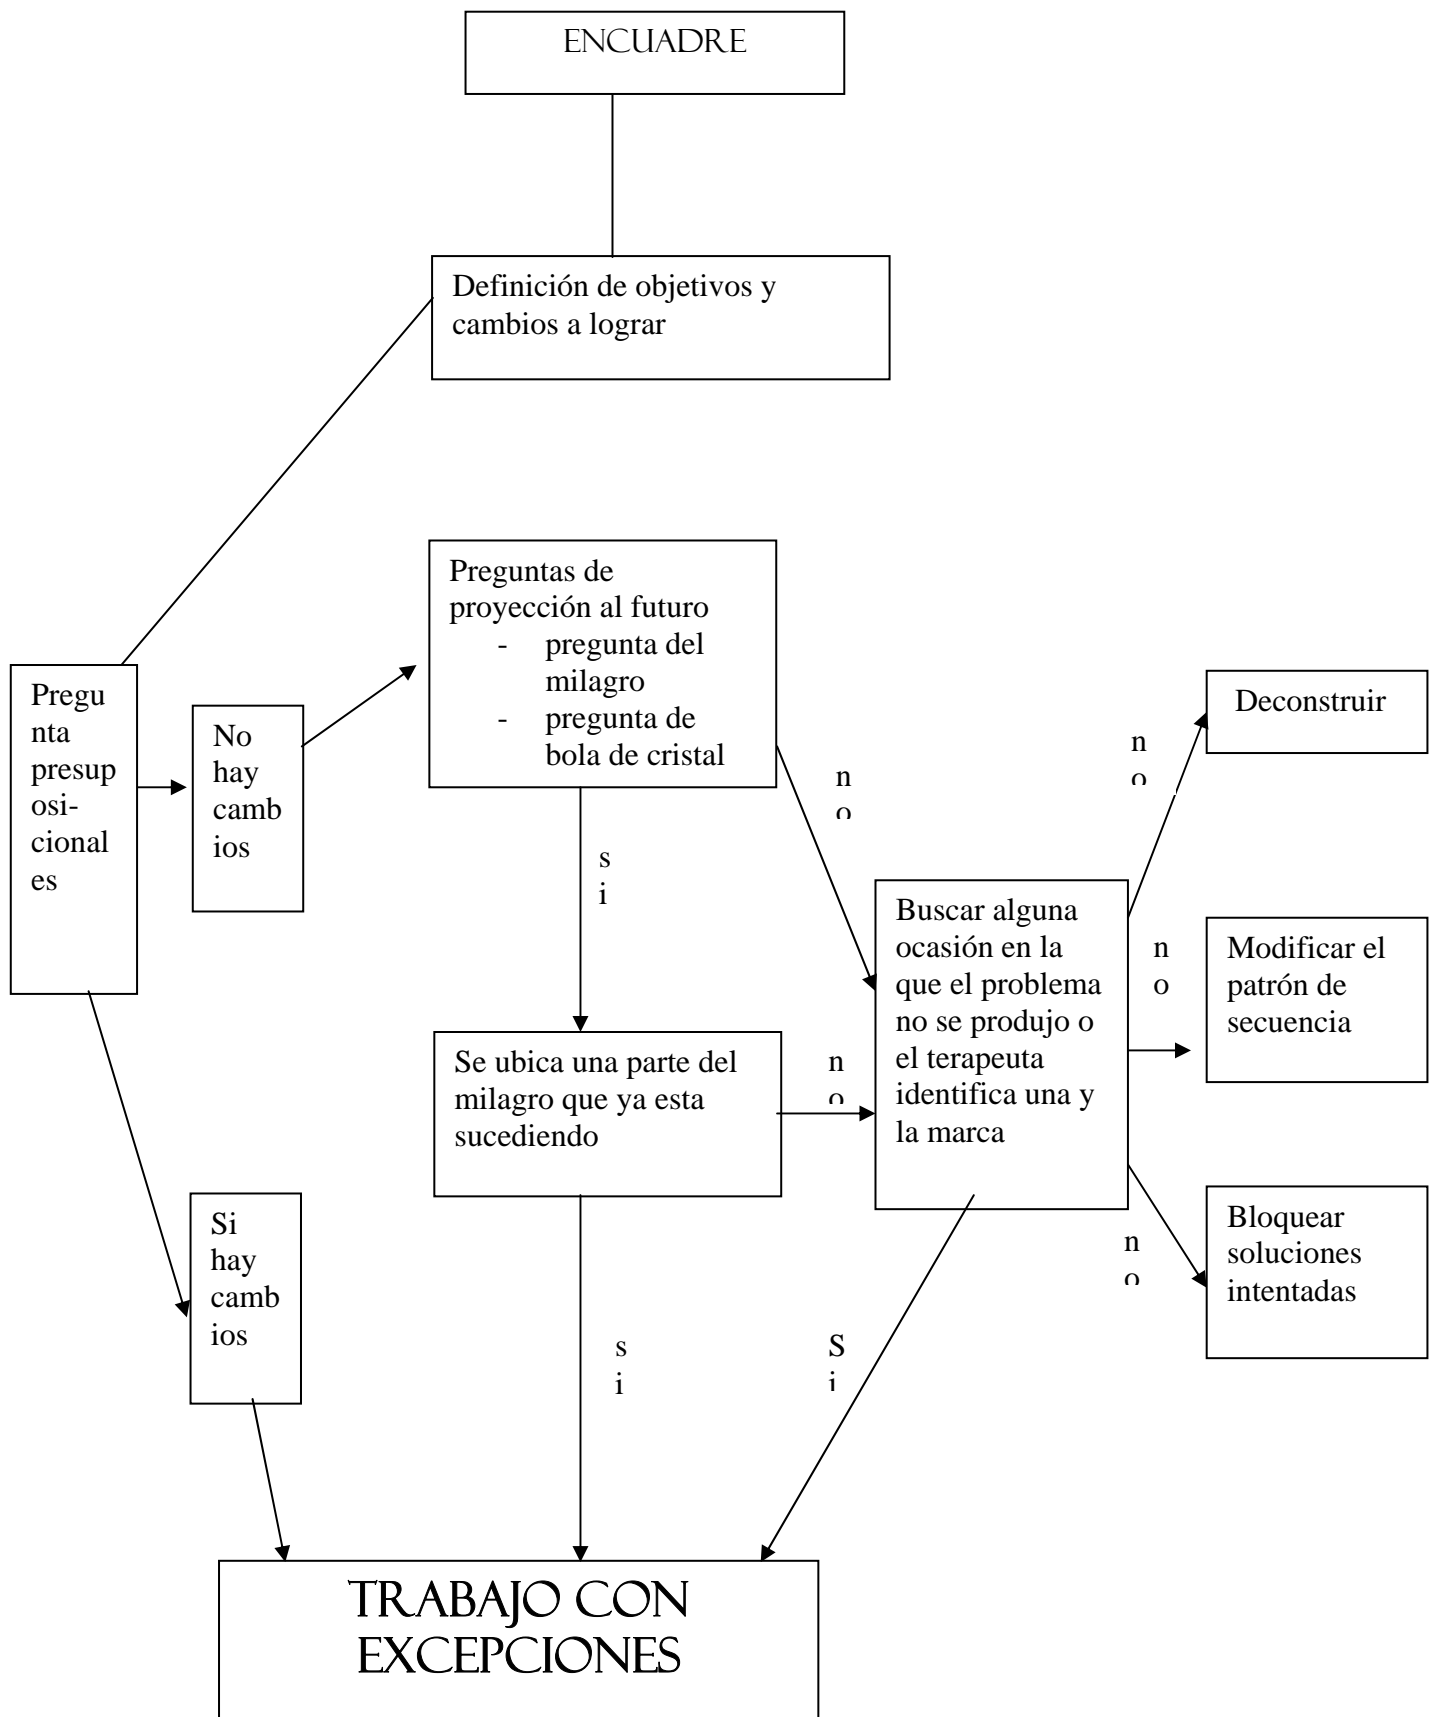 ENCUADRE
Definición de objetivos y
cambios a lograr
Preguntas de
proyección al futuro
- pregunta del
milagro
- pregunta de
bola de cristal
Pregu
nta
presup
osi-
cional
es
No
hay
camb
ios
Deconstruir
n
o
n
o
s
i
Buscar alguna
ocasión en la
que el problema
no se produjo o
el terapeuta
identifica una y
la marca
n
o
Modificar el
patrón de
secuencia
Se ubica una parte del
milagro que ya esta
sucediendo
n
o
Si
hay
camb
ios
Bloquear
soluciones
intentadas
n
o
s
i
S
i
TRABAJO CON
EXCEPCIONES